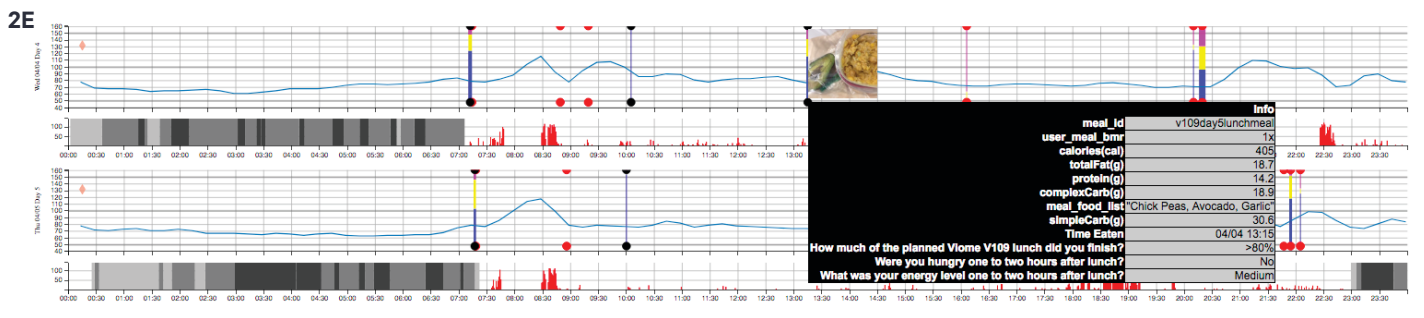 2E
Wed 04/04 Day 4
160
150
140
130
120
110
100
90
80
70
60
50
40
100
50
00:00 00:30 01:00 01:30 02:00 02:30 03:00 03:30 04:00 04:30 05:00 05:30 06:00 06:30 07:00 07:30 08:00 08:30 09:00 09:30 10:00 10:30 11:00 11:30 12:00 12:30 13:00 22:00 22:30 23:00 23:30
Info
meal_id v109day5lunchmeal
user_meal_bmr 1x
calories(cal) 405
totalFat(g) 18.7
protein(g) 14.2
complexCarb(g) 18.9
meal_food_list "Chick Peas, Avocado, Garlic"
simpleCarb(g) 30.6
Time Eaten 04/04 13:15
How much of the planned Viome V109 lunch did you finish? >80%
Were you hungry one to two hours after lunch? No
What was your energy level one to two hours after lunch? Medium
Thu 04/05 Day 5
160
150
140
130
120
110
100
90
80
70
60
50
40
100
50
00:00 00:30 01:00 01:30 02:00 02:30 03:00 03:30 04:00 04:30 05:00 05:30 06:00 06:30 07:00 07:30 08:00 08:30 09:00 09:30 10:00 10:30 11:00 11:30 12:00 12:30 13:00 13:30 14:00 14:30 15:00 15:30 16:00 16:30 17:00 17:30 18:00 18:30 19:00 19:30 20:00 20:30 21:00 21:30 22:00 22:30 23:00 23:30